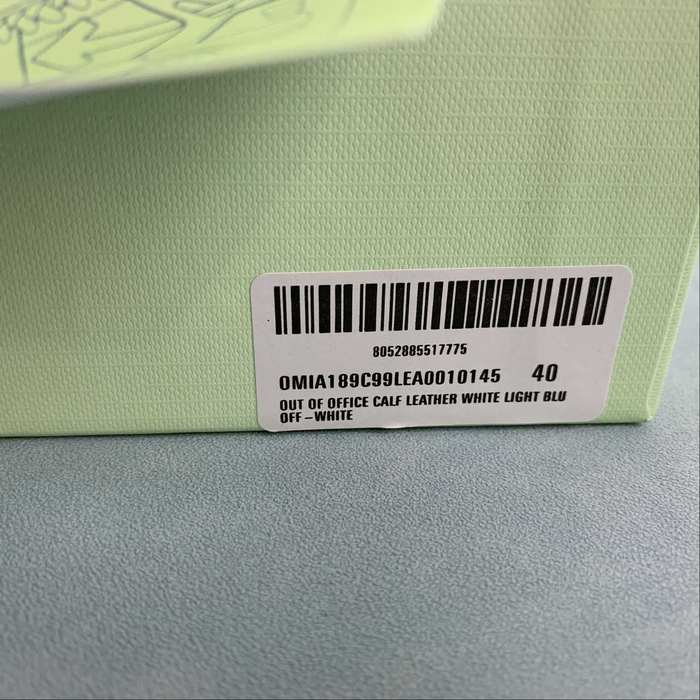 8052885517775
OMIA189C99LEA0010145 40
OUT OF OFFICE CALF LEATHER WHITE LIGHT BLU
OFF-WHITE